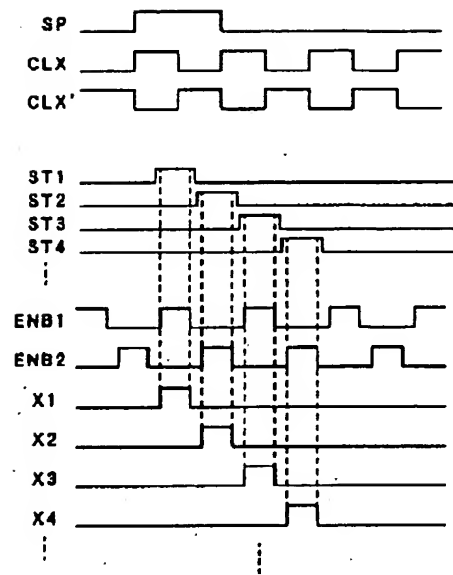 SP
CLX
CLX'
ST1
ST2
ST3
ST4
ENB1
ENB2
X1
X2
X3
X4